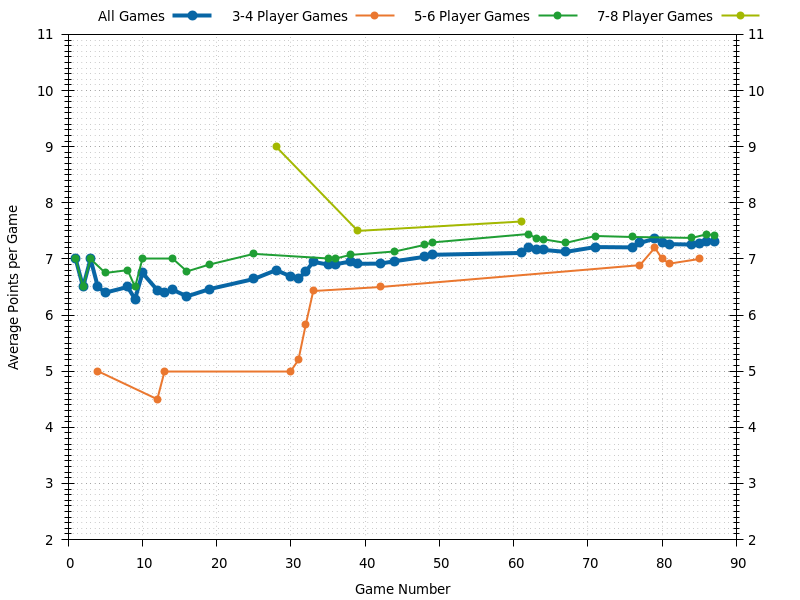 All Games 3-4 Player Games 5-6 Player Games 7-8 Player Games
11 11
10 10
9 9
8 8
7 7
6 6
5 5
4 4
3 3
2 2
Average Points per Game
0 10 20 30 40 50 60 70 80 90
Game Number